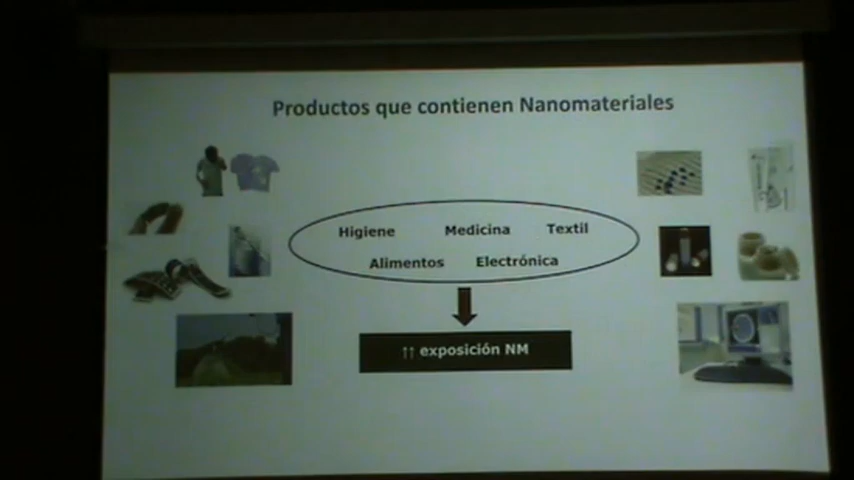 Productos que contienen Nanomateriales
Higiene Medicina Textil
Alimentos Electrónica
↑↑ exposición NM